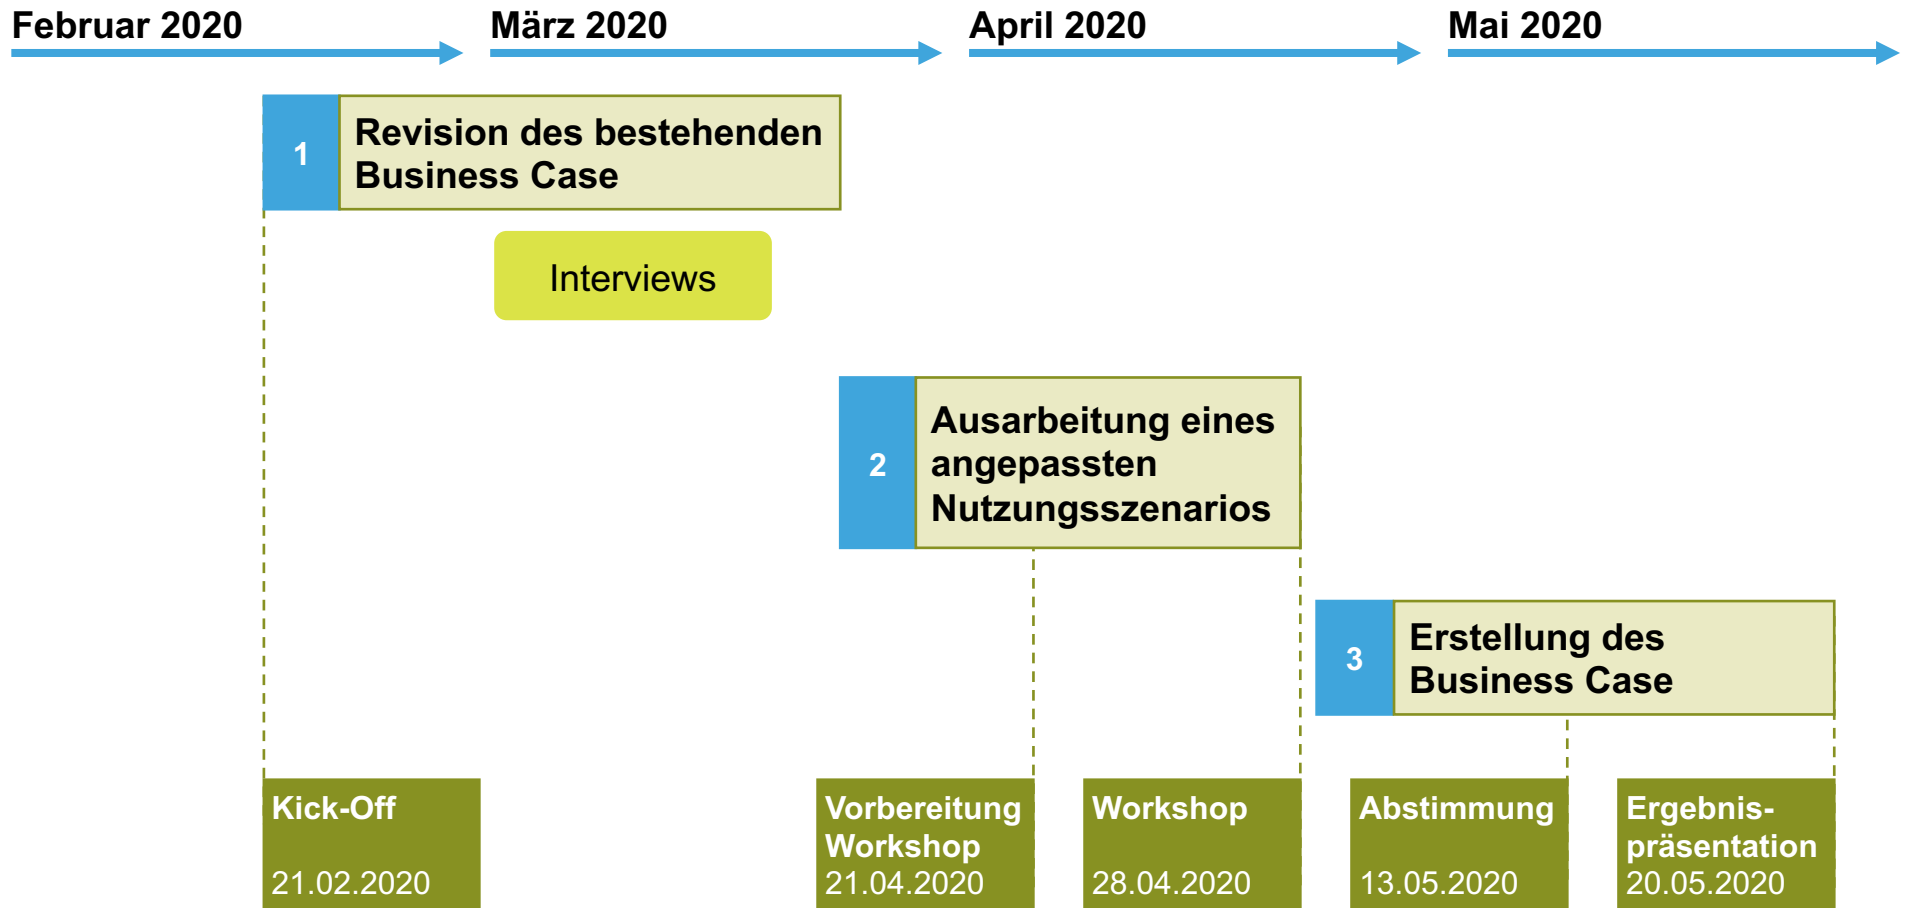 Februar 2020
März 2020
April 2020
Mai 2020
1
Revision des bestehenden
Business Case
Interviews
2
Ausarbeitung eines
angepassten
Nutzungsszenarios
3
Erstellung des
Business Case
Kick-Off
21.02.2020
Vorbereitung
Workshop
21.04.2020
Workshop
28.04.2020
Abstimmung
13.05.2020
Ergebnis-
präsentation
20.05.2020